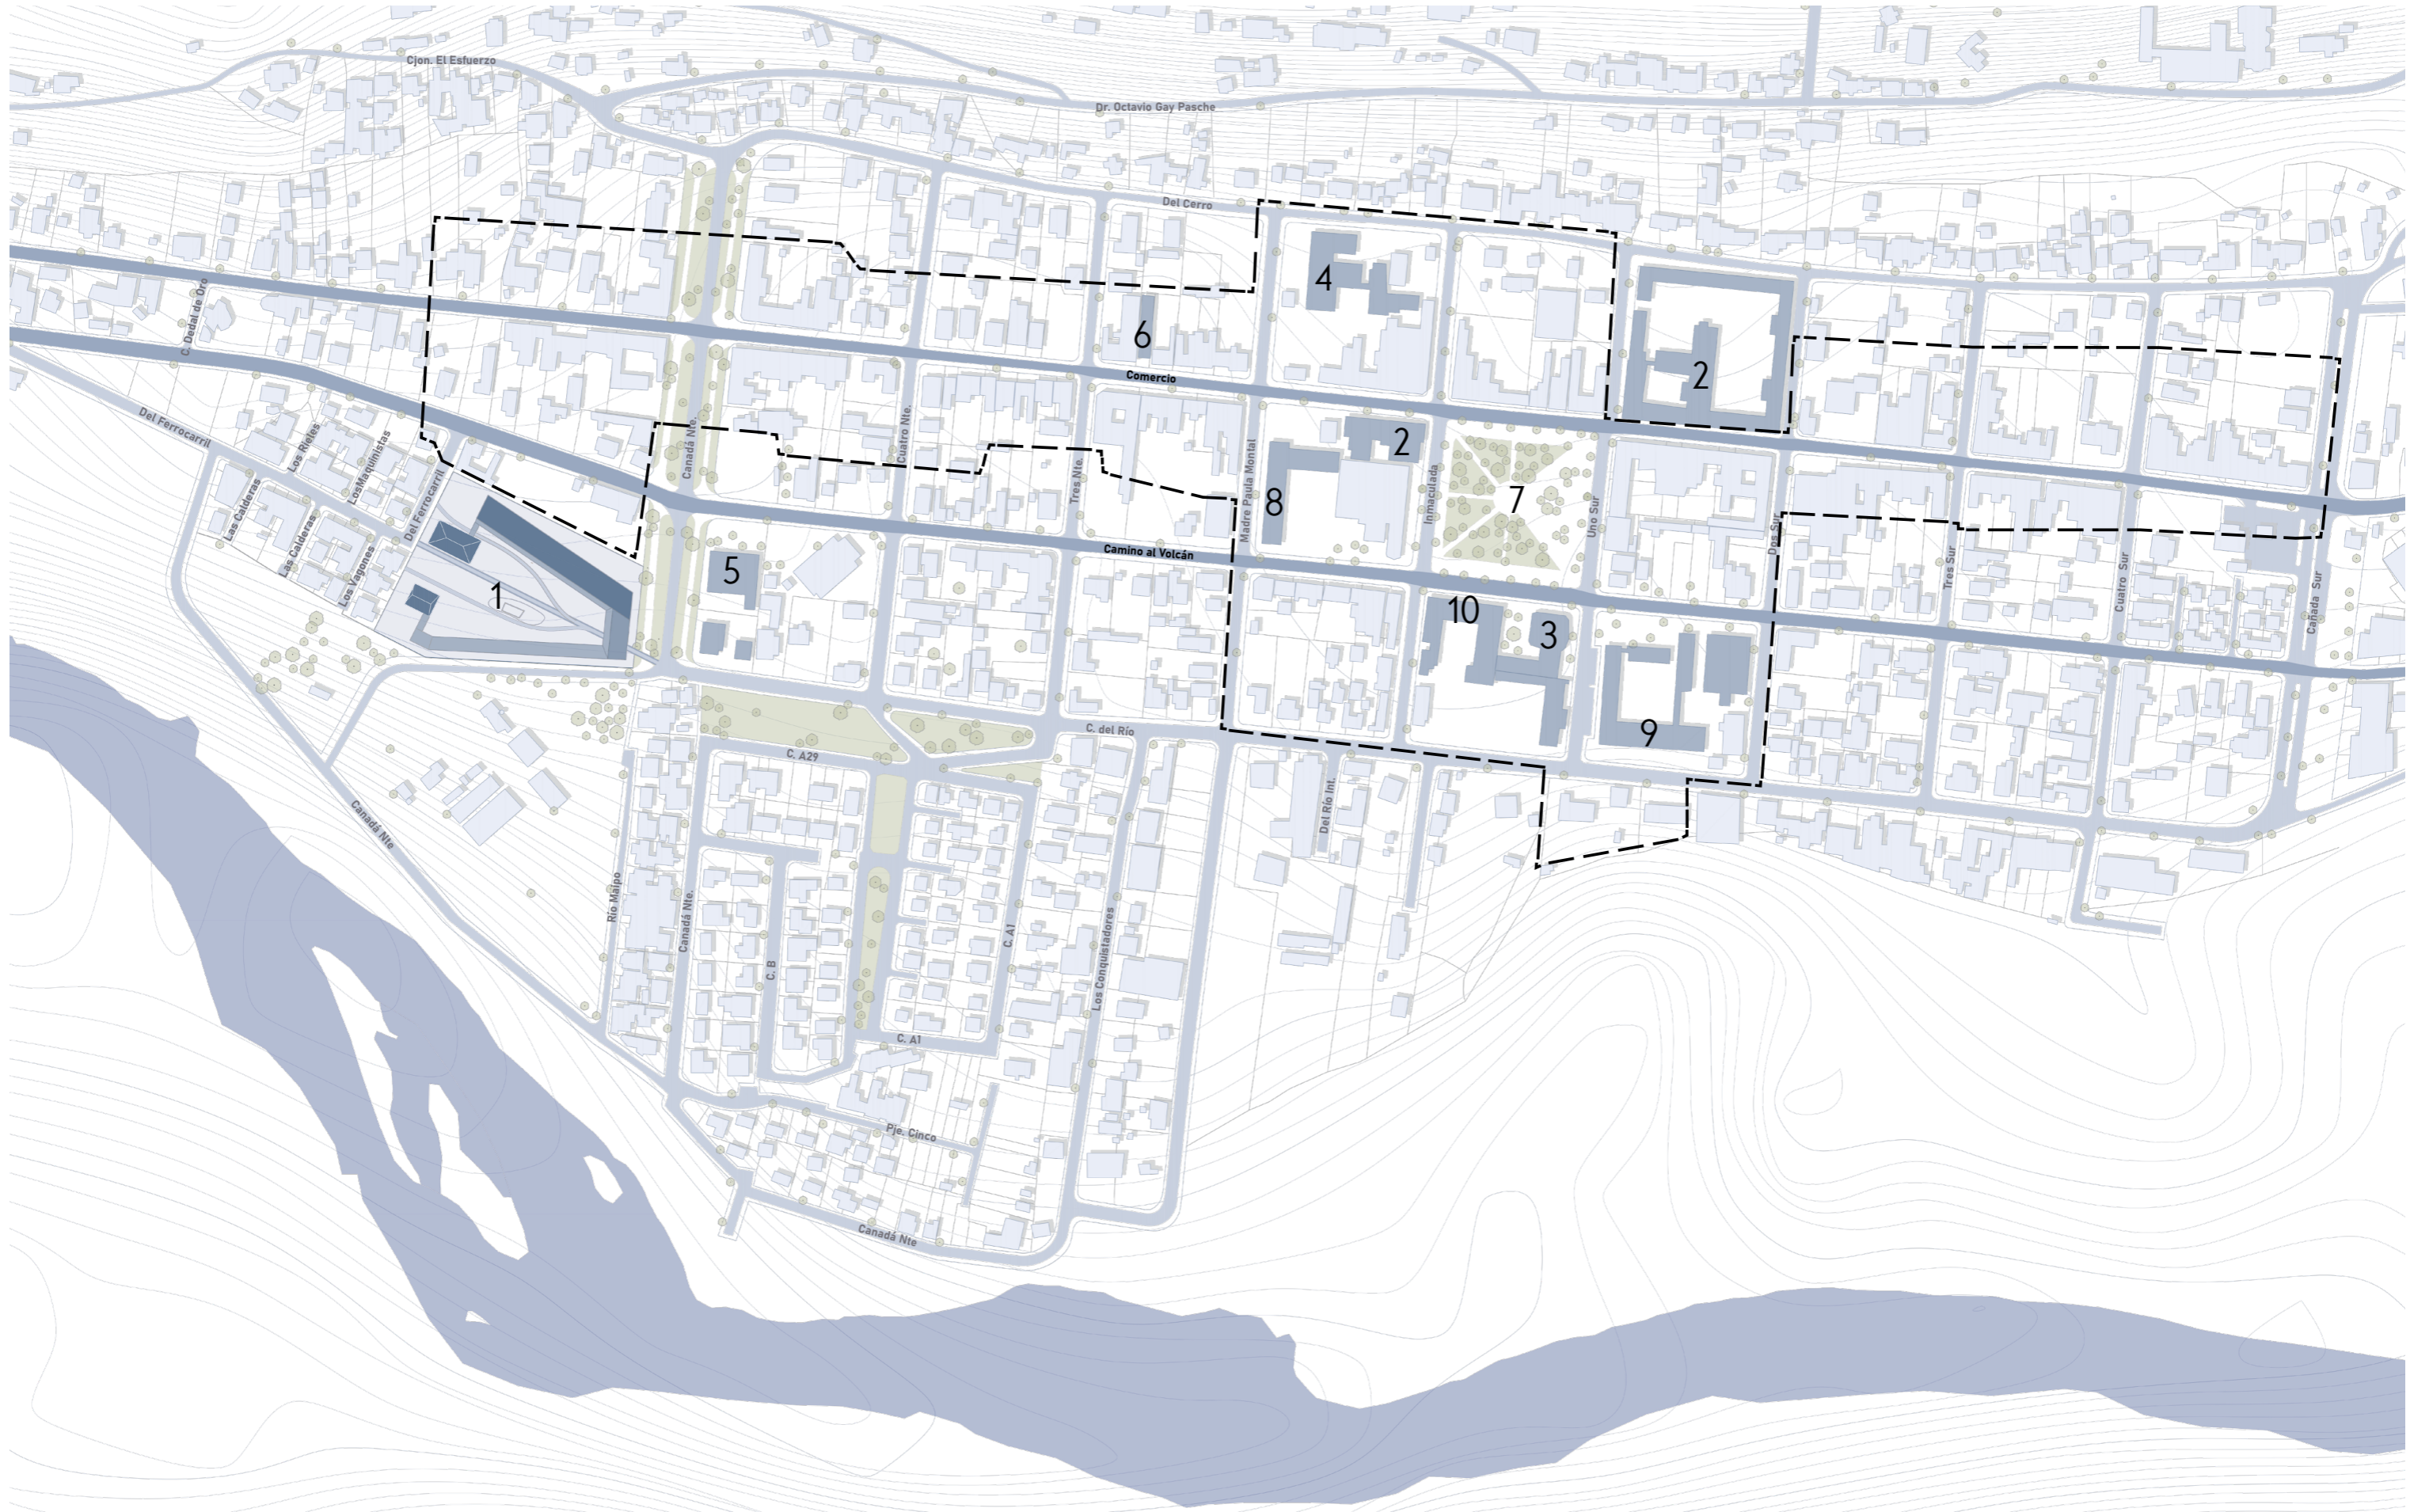 Cjon. El Esfuerzo
Dr. Octavio Gay Pasche
Del Cerro
C. Dedal de Oro
4
6
2
Comercio
Del Ferrocarril
Los Rieles
LosMaquinistas
Canadá Nte.
Cuatro Nte.
Tres Nte.
Madre Paula Montal
2
8
Inmaculada
7
Uno Sur
Dos Sur
Tres Sur
Cuatro Sur
Cañada Sur
Las Calderas
Las Calderas
Los Vagones
Del Ferrocarril
1
5
Camino al Volcán
10
3
9
C. del Río
C. A29
Del Río Int.
Canadá Nte
Río Maipo
Canadá Nte.
C. B
C. A1
Los Conquistadores
C. A1
Pje. Cinco
Canadá Nte